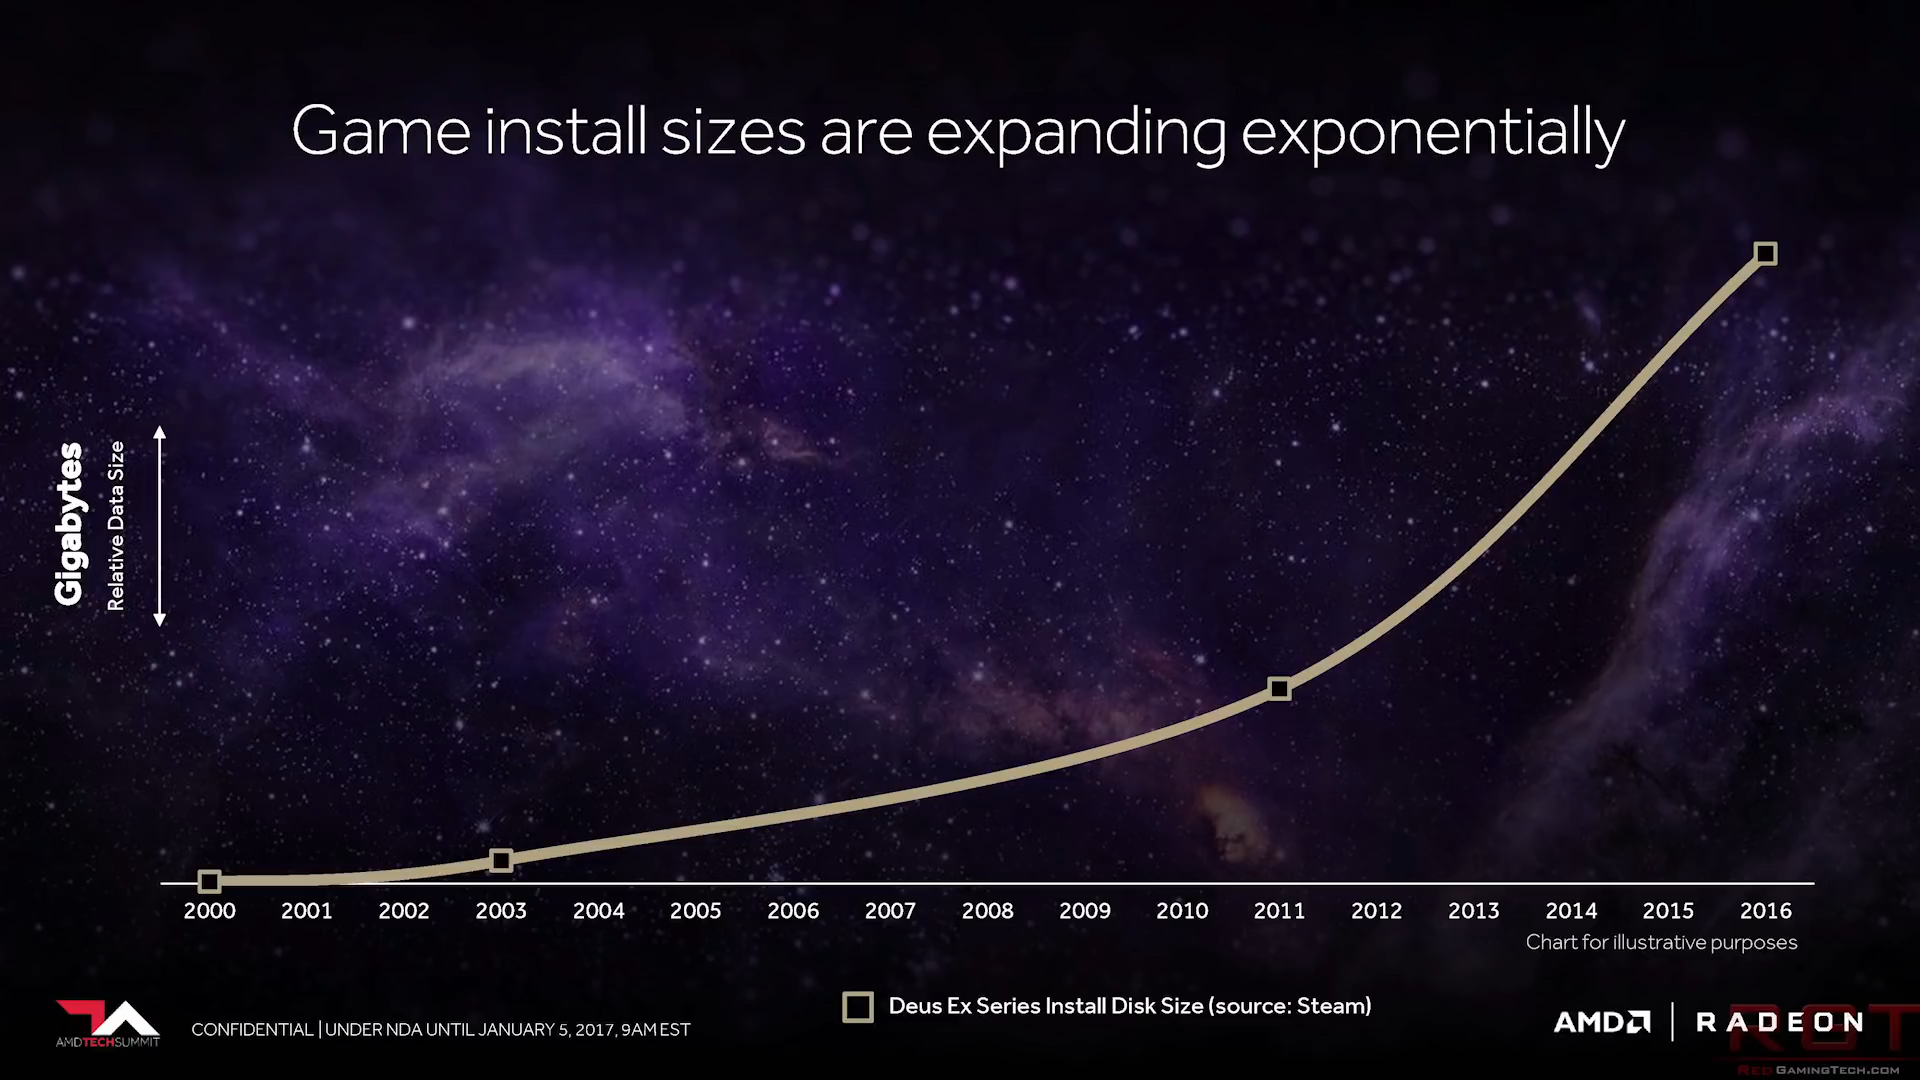 Game install sizes are expanding exponentially
Gigabytes
Relative Data Size
2000 2001 2002 2003 2004 2005 2006 2007 2008 2009 2010 2011 2012 2013 2014 2015 2016
Chart for illustrative purposes
Deus Ex Series Install Disk Size (source: Steam)
AMDTECHSUMMIT
CONFIDENTIAL | UNDER NDA UNTIL JANUARY 5, 2017, 9AM EST
AMD | RADEON
RGT
REDGAMINGTECH.COM